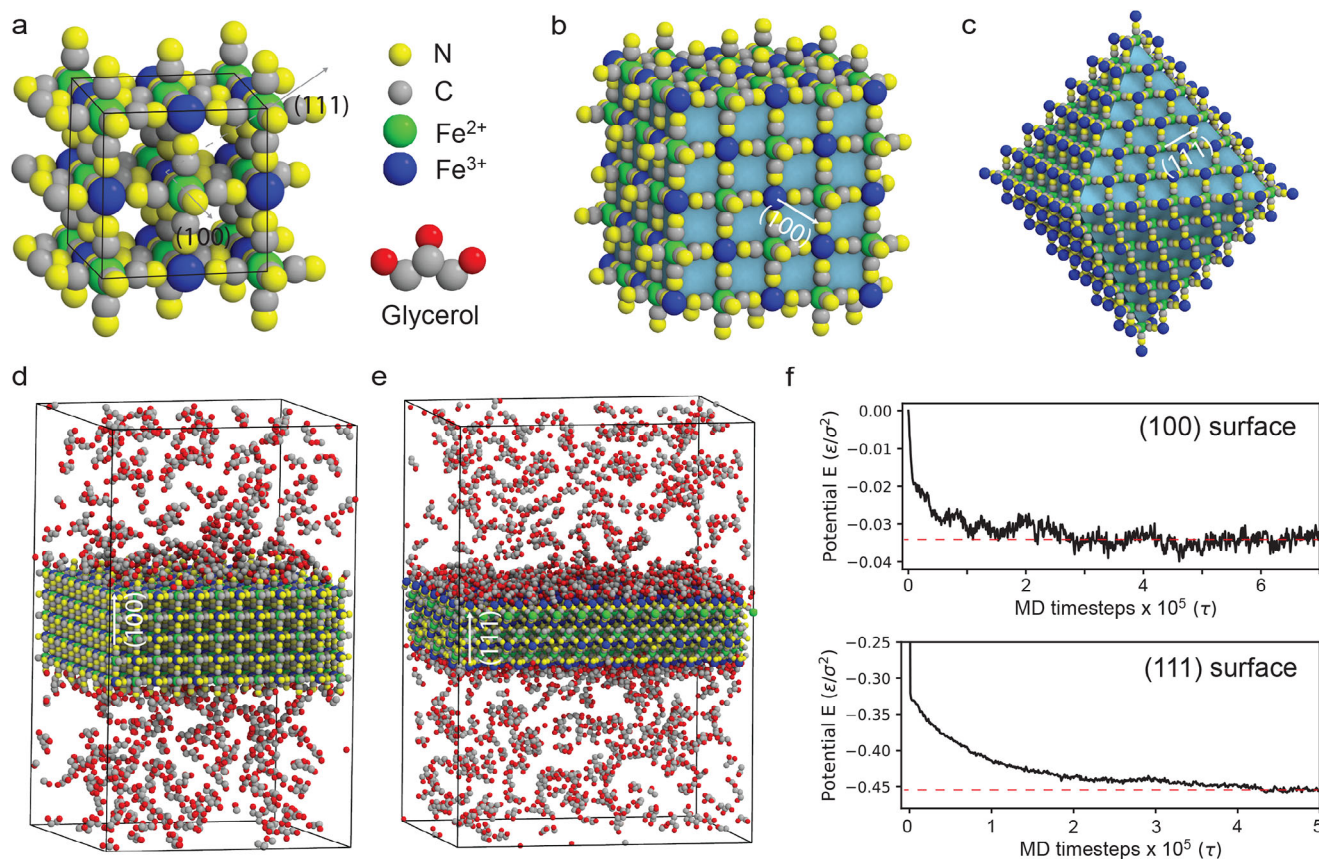 a
(111)
(100)
N
C
Fe²⁺
Fe³⁺
Glycerol
b
(100)
c
(111)
d
(100)
e
(111)
f
(100) surface
Potential E (ε/σ²)
0.00
−0.01
−0.02
−0.03
−0.04
0
2
4
6
MD timesteps x 10⁵ (τ)
(111) surface
Potential E (ε/σ²)
−0.25
−0.30
−0.35
−0.40
−0.45
0
1
2
3
4
5
MD timesteps x 10⁵ (τ)